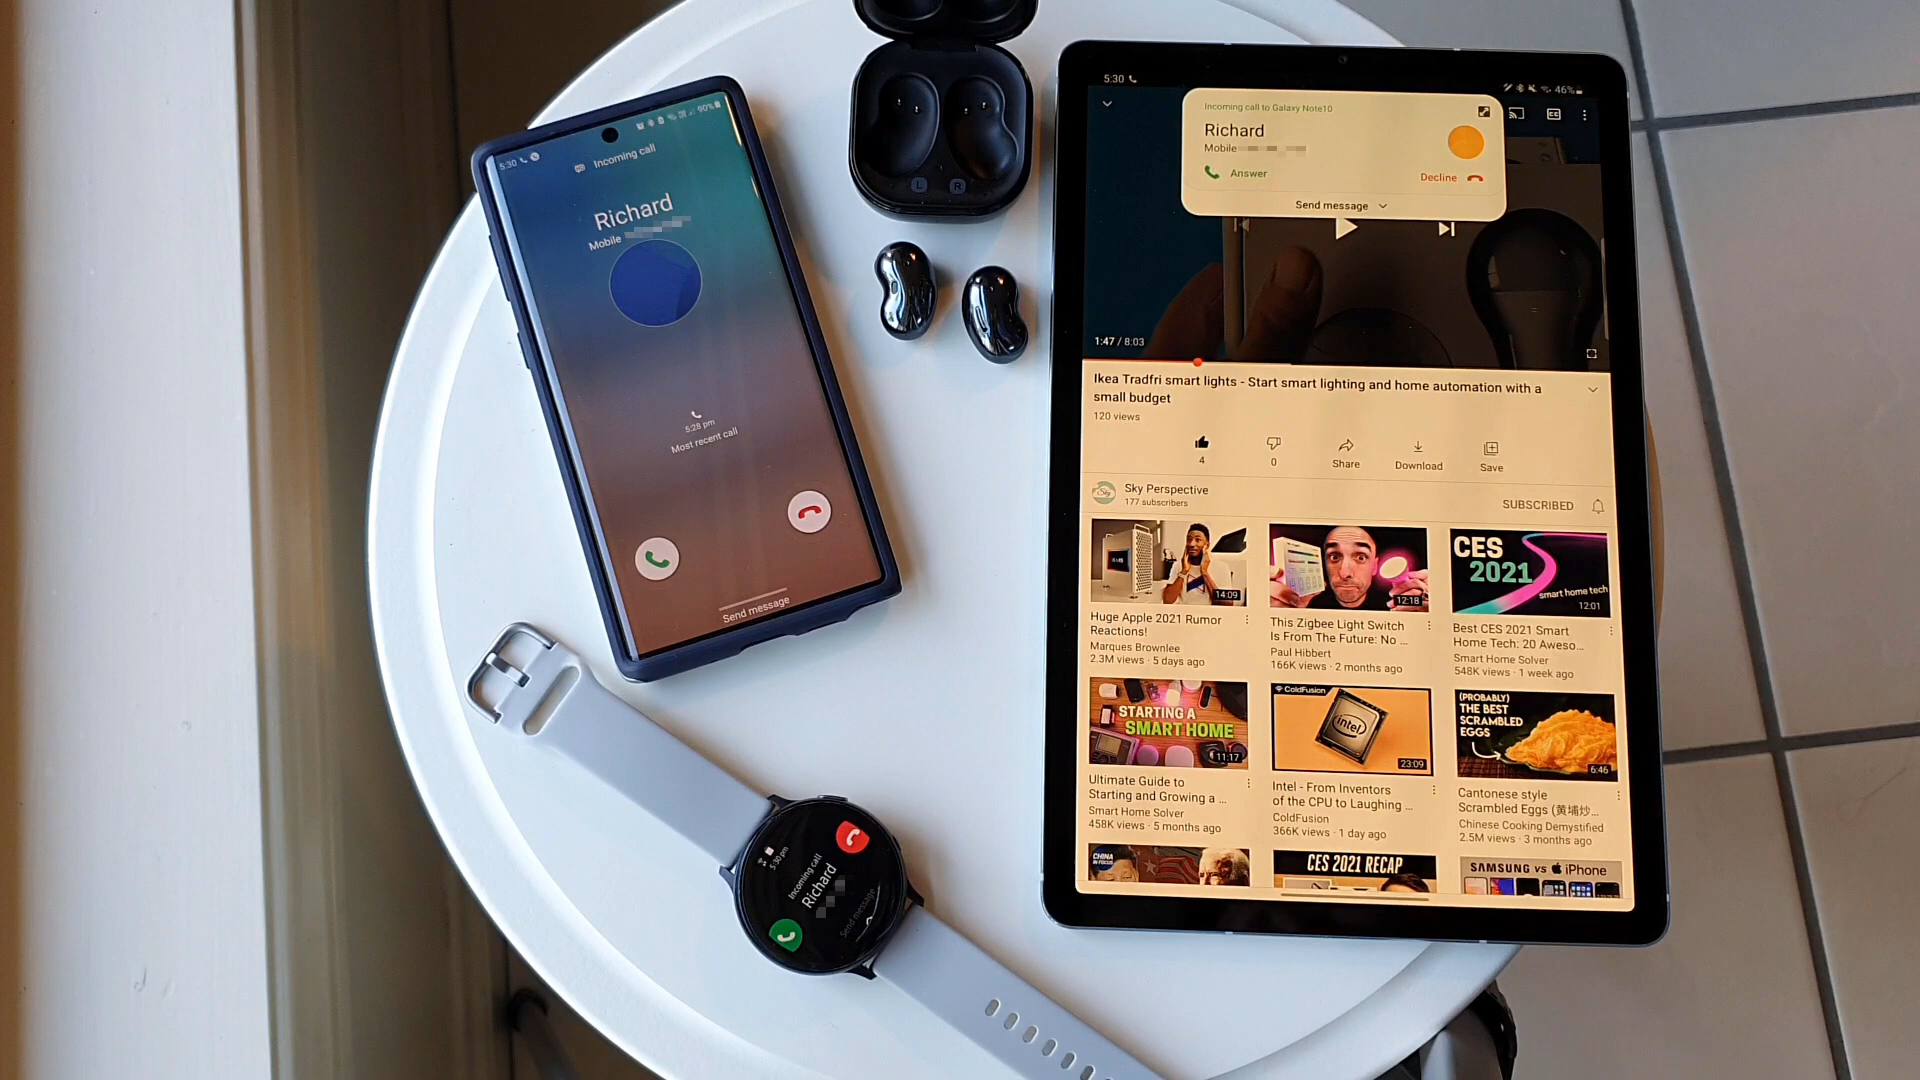 5:30
90%
Incoming call
Richard
Mobile
5:28 pm
Most recent call
Send message
L
R
5:30 pm
Incoming call
Richard
Send message
5:30
46%
Incoming call to Galaxy Note10
Richard
Mobile
Answer
Decline
Send message
CC
1:47 / 8:03
Ikea Tradfri smart lights - Start smart lighting and home automation with a
small budget
120 views
4
0
Share
Download
Save
Sky
Sky Perspective
177 subscribers
SUBSCRIBED
14:09
12:18
CES
2021
smart home tech
12:01
Huge Apple 2021 Rumor
Reactions!
Marques Brownlee
2.3M views · 5 days ago
This Zigbee Light Switch
Is From The Future: No ...
Paul Hibbert
166K views · 2 months ago
Best CES 2021 Smart
Home Tech: 20 Aweso...
Smart Home Solver
548K views · 1 week ago
STARTING A
SMART HOME
11:17
ColdFusion
intel
23:09
(PROBABLY)
THE BEST
SCRAMBLED
EGGS
6:46
Ultimate Guide to
Starting and Growing a ...
Smart Home Solver
458K views · 5 months ago
Intel - From Inventors
of the CPU to Laughing ...
ColdFusion
366K views · 1 day ago
Cantonese style
Scrambled Eggs (黄埔炒...
Chinese Cooking Demystified
2.5M views · 3 months ago
CHINA
IN FOCUS
CES 2021 RECAP
SAMSUNG vs iPhone